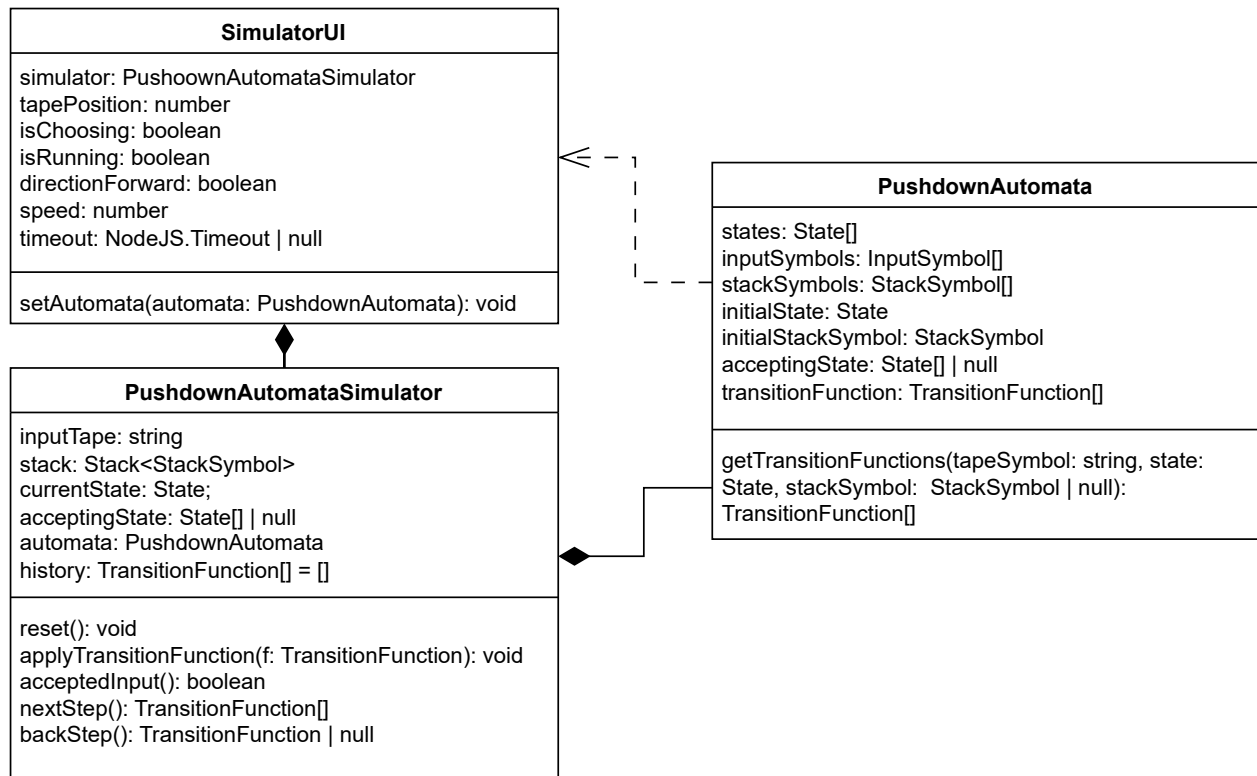 SimulatorUI
simulator: PushoownAutomataSimulator
tapePosition: number
isChoosing: boolean
isRunning: boolean
directionForward: boolean
speed: number
timeout: NodeJS.Timeout | null
setAutomata(automata: PushdownAutomata): void
PushdownAutomataSimulator
inputTape: string
stack: Stack<StackSymbol>
currentState: State;
acceptingState: State[] | null
automata: PushdownAutomata
history: TransitionFunction[] = []
reset(): void
applyTransitionFunction(f: TransitionFunction): void
acceptedInput(): boolean
nextStep(): TransitionFunction[]
backStep(): TransitionFunction | null
PushdownAutomata
states: State[]
inputSymbols: InputSymbol[]
stackSymbols: StackSymbol[]
initialState: State
initialStackSymbol: StackSymbol
acceptingState: State[] | null
transitionFunction: TransitionFunction[]
getTransitionFunctions(tapeSymbol: string, state:
State, stackSymbol:  StackSymbol | null):
TransitionFunction[]